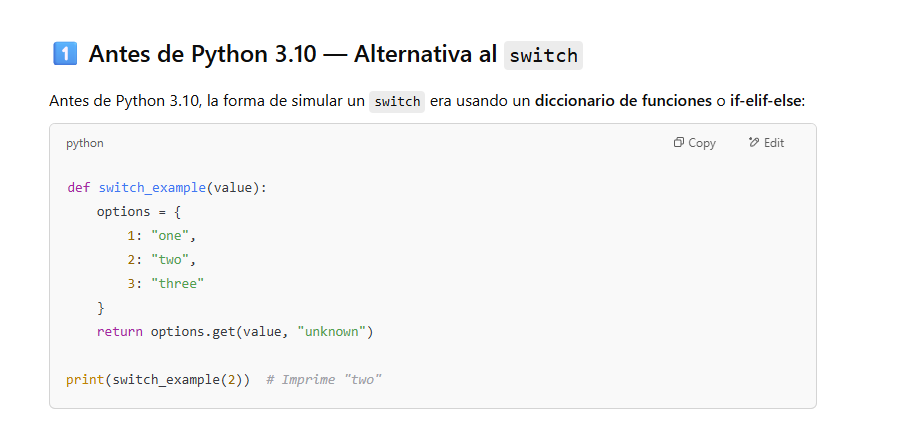 1 Antes de Python 3.10 — Alternativa al switch
Antes de Python 3.10, la forma de simular un switch era usando un diccionario de funciones o if-elif-else:
python Copy Edit
def switch_example(value):
    options = {
        1: "one",
        2: "two",
        3: "three"
    }
    return options.get(value, "unknown")
print(switch_example(2))  # Imprime "two"